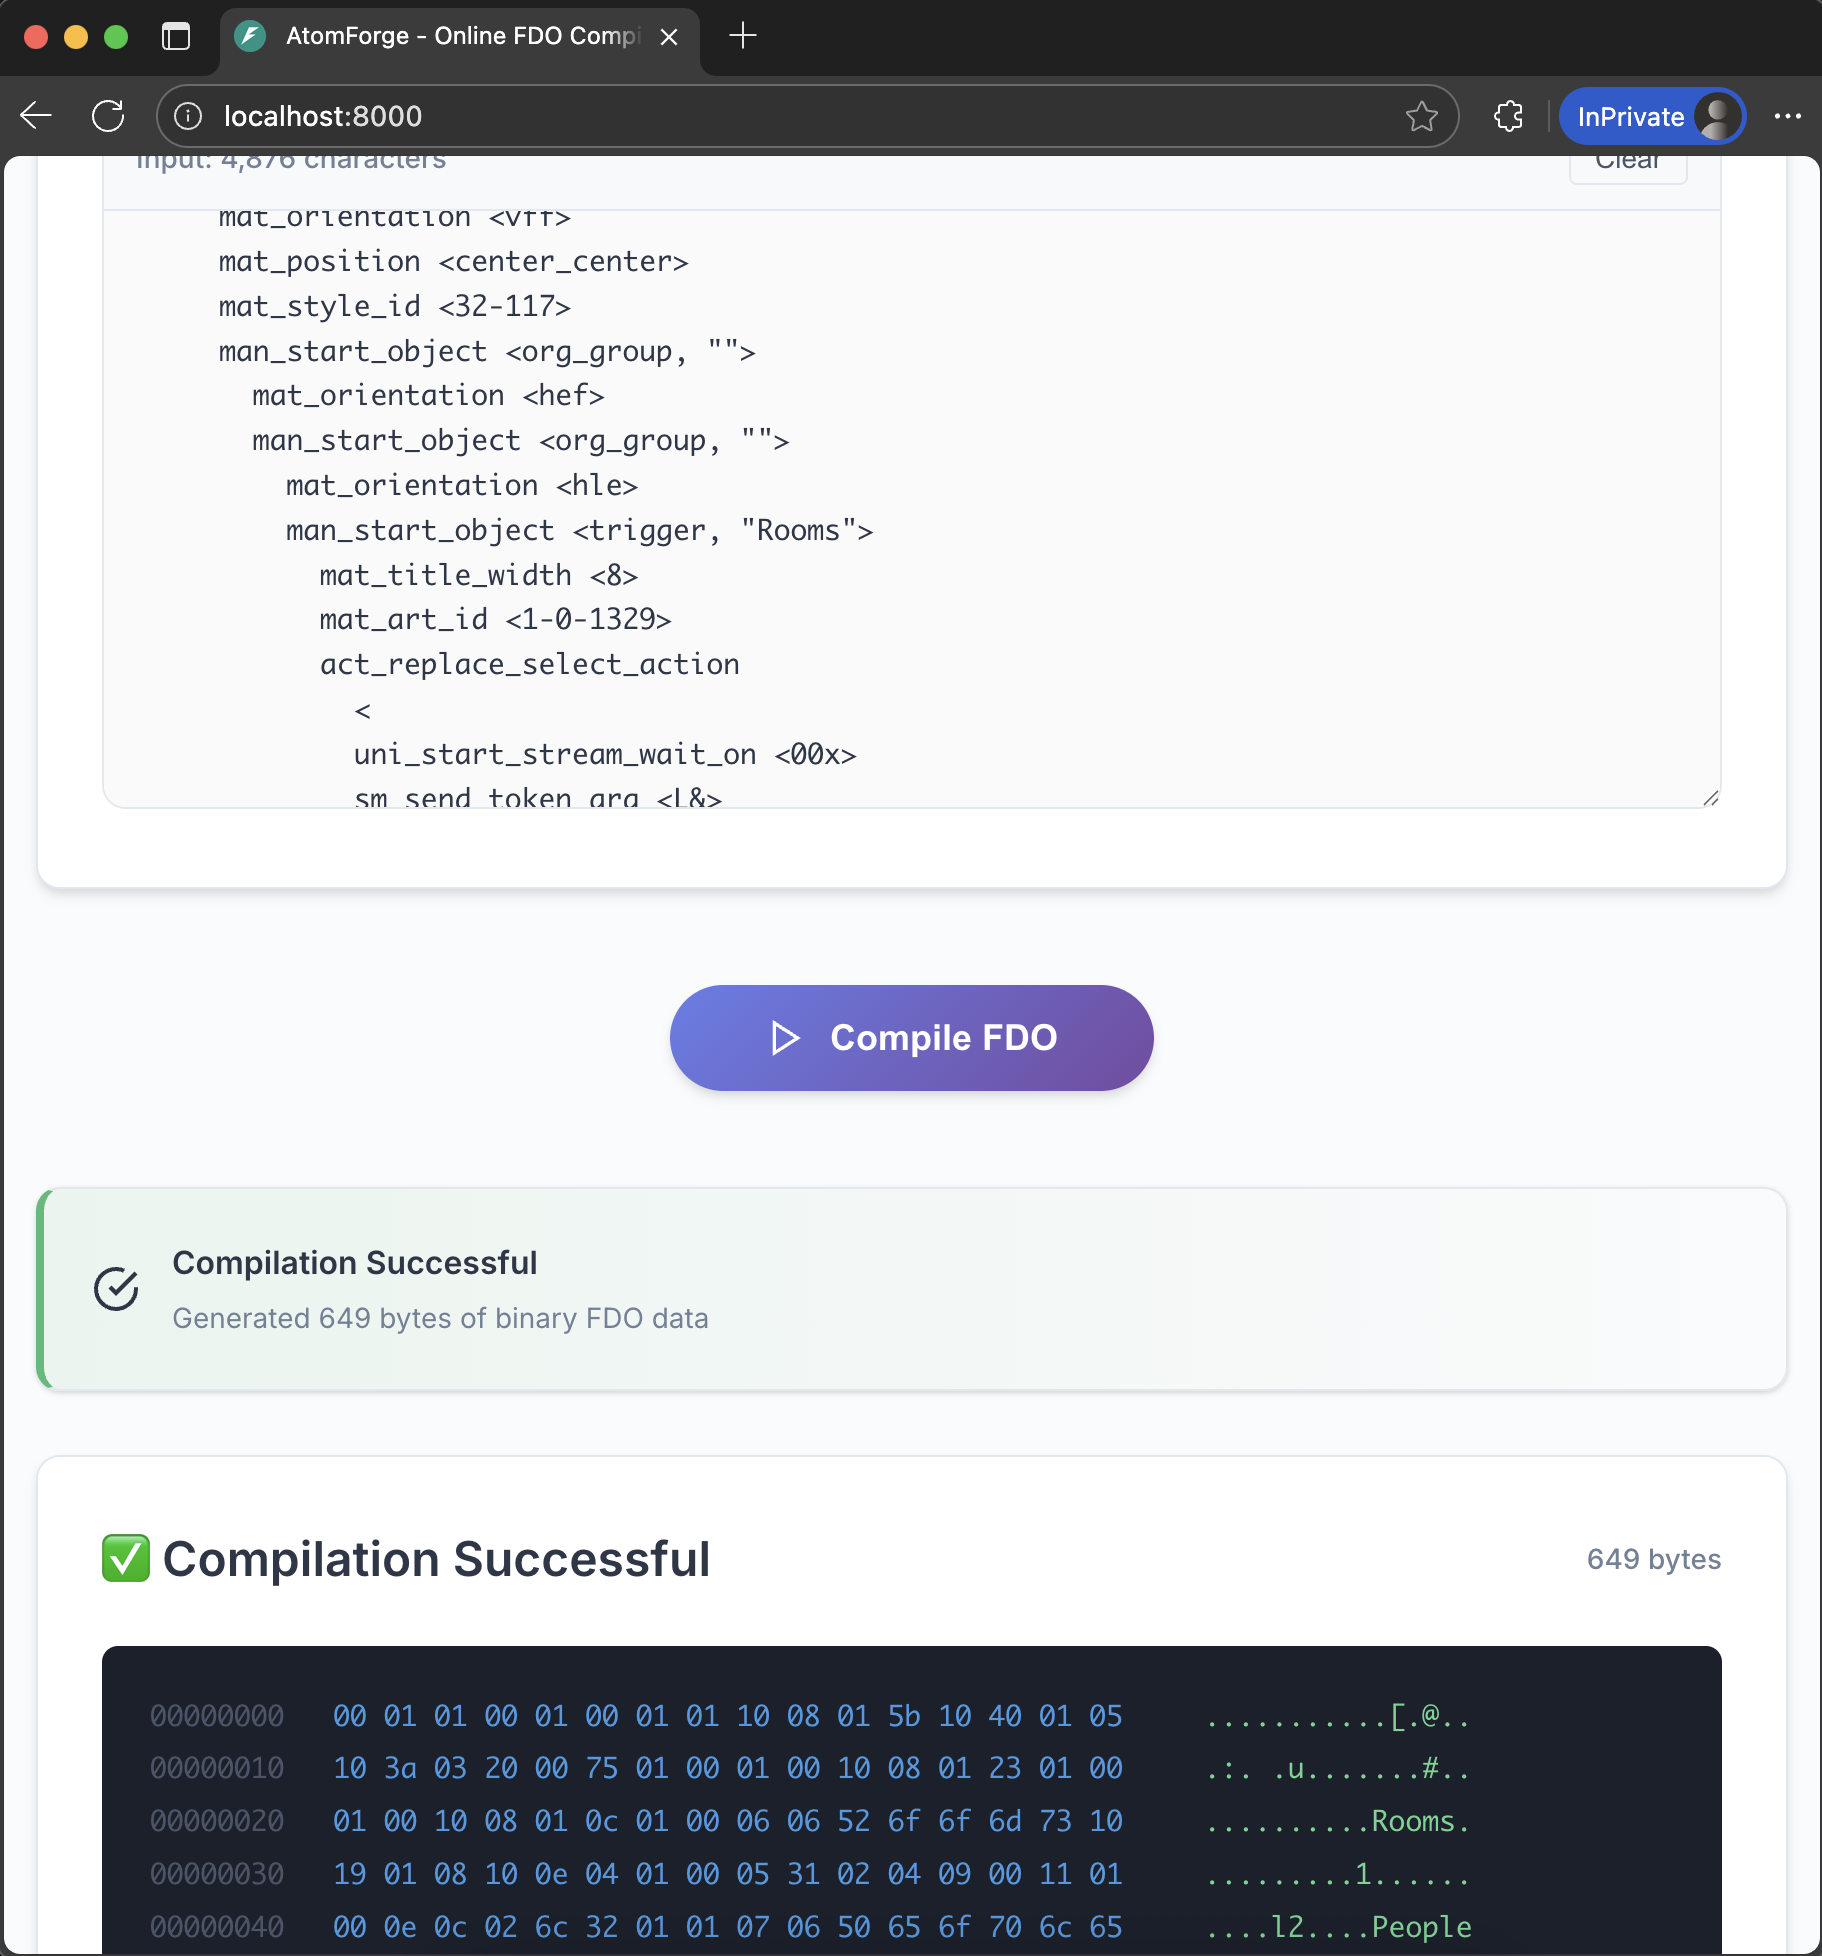 AtomForge - Online FDO Compi
localhost:8000
InPrivate
Input: 4,876 characters
Clear
mat_orientation <vff>
mat_position <center_center>
mat_style_id <32-117>
man_start_object <org_group, "">
mat_orientation <hef>
man_start_object <org_group, "">
mat_orientation <hle>
man_start_object <trigger, "Rooms">
mat_title_width <8>
mat_art_id <1-0-1329>
act_replace_select_action
<
uni_start_stream_wait_on <00x>
sm_send_token_arg <L&>
Compile FDO
Compilation Successful
Generated 649 bytes of binary FDO data
✅ Compilation Successful
649 bytes
00000000 00 01 01 00 01 00 01 01 10 08 01 5b 10 40 01 05 ...........[.@..
00000010 10 3a 03 20 00 75 01 00 01 00 10 08 01 23 01 00 .:. .u.......#..
00000020 01 00 10 08 01 0c 01 00 06 06 52 6f 6f 6d 73 10 ..........Rooms.
00000030 19 01 08 10 0e 04 01 00 05 31 02 04 09 00 11 01 .........1......
00000040 00 0e 0c 02 6c 32 01 01 07 06 50 65 6f 70 6c 65 ....l2....People